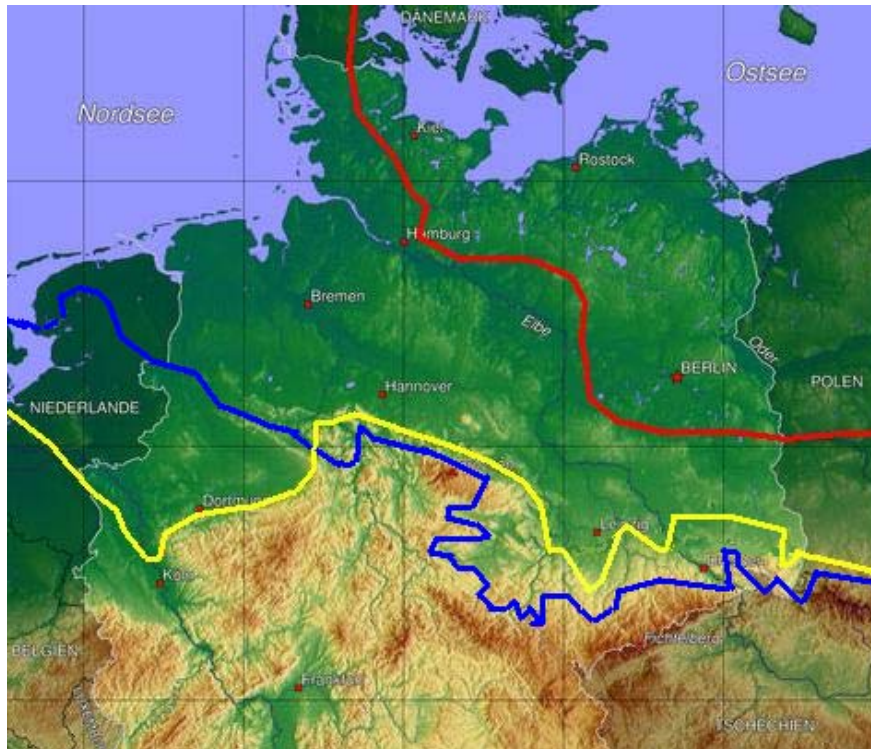 DÄNEMARK
Ostsee
Nordsee
Kiel
Rostock
Hamburg
Bremen
Elbe
Oder
BERLIN
Hannover
POLEN
NIEDERLANDE
Dortmund
Leipzig
Köln
Fichtelberg
BELGIEN
Frankfurt
TSCHECHIEN